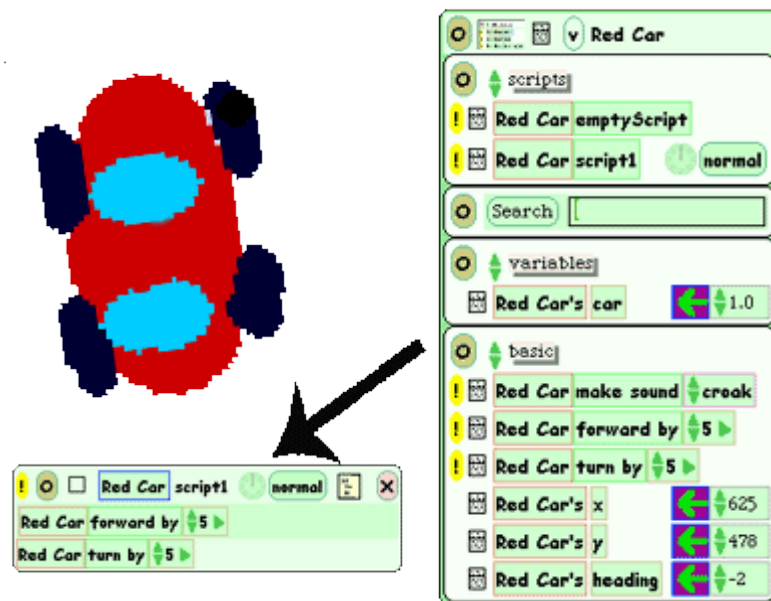 v Red Car
scripts
! Red Car emptyScript
! Red Car script1 normal
Search
variables
Red Car's car 1.0
basic
! Red Car make sound croak
! Red Car forward by 5
! Red Car turn by 5
Red Car's x 625
Red Car's y 478
Red Car's heading -2
! Red Car script1 normal X
Red Car forward by 5
Red Car turn by 5